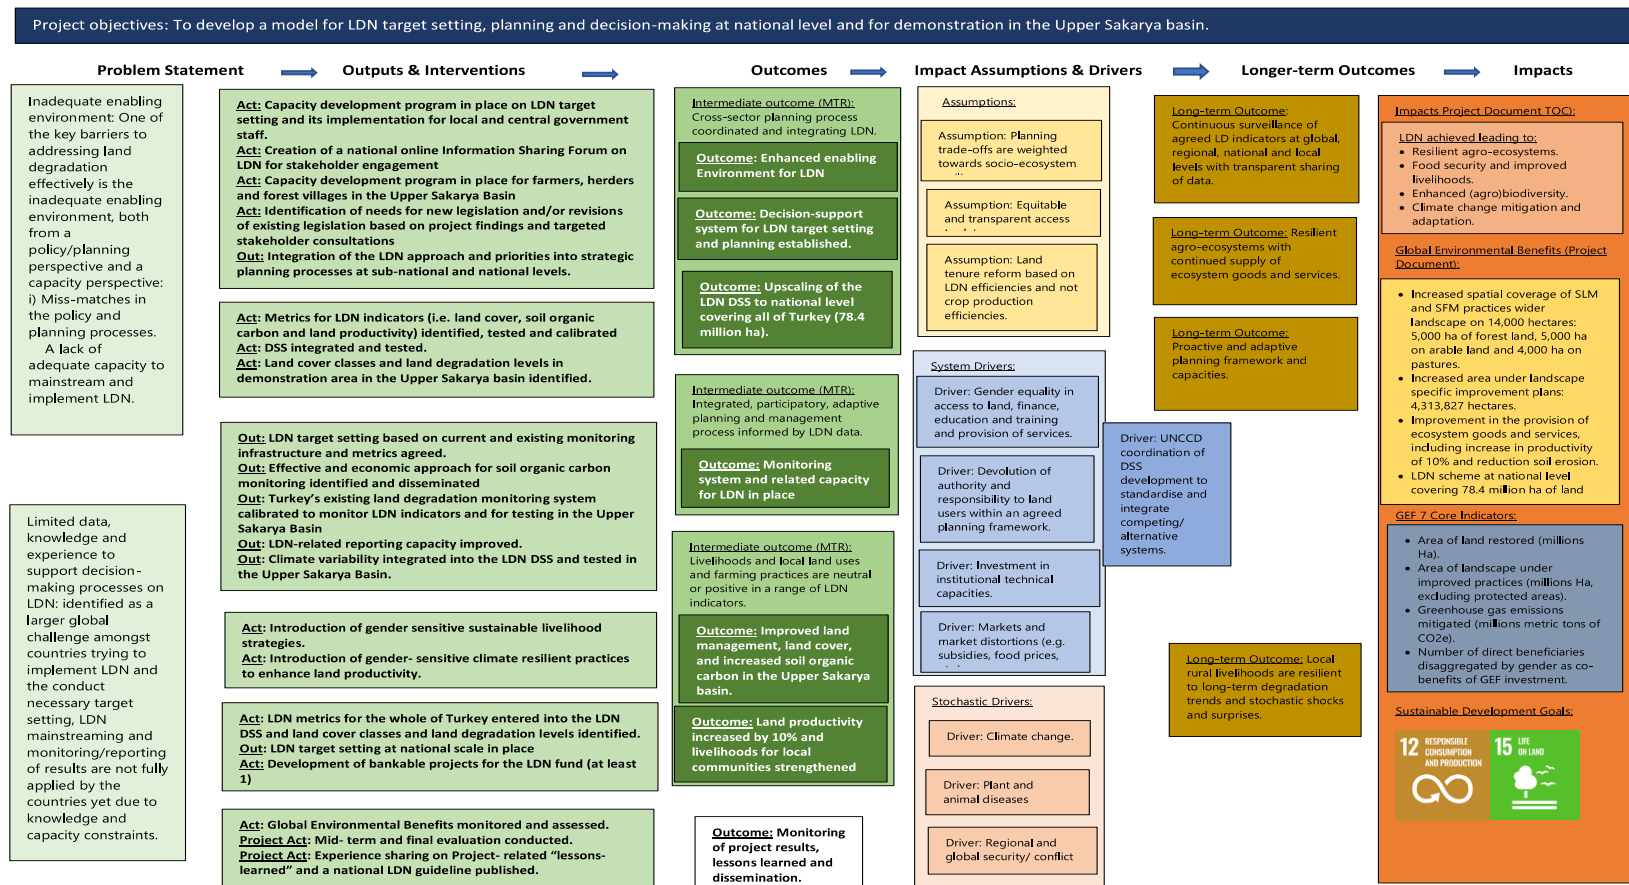 Project objectives: To develop a model for LDN target setting, planning and decision-making at national level and for demonstration in the Upper Sakarya basin.
Problem Statement
Outputs & Interventions
Outcomes
Impact Assumptions & Drivers
Longer-term Outcomes
Impacts
Inadequate enabling
environment: One of
the key barriers to
addressing land
degradation
effectively is the
inadequate enabling
environment, both
from a
policy/planning
perspective and a
capacity perspective:
i) Miss-matches in
the policy and
planning processes.
A lack of
adequate capacity to
mainstream and
implement LDN.
Limited data,
knowledge and
experience to
support decision-
making processes on
LDN: identified as a
larger global
challenge amongst
countries trying to
implement LDN and
the conduct
necessary target
setting, LDN
mainstreaming and
monitoring/reporting
of results are not fully
applied by the
countries yet due to
knowledge and
capacity constraints.
Act: Capacity development program in place on LDN target
setting and its implementation for local and central government
staff.
Act: Creation of a national online Information Sharing Forum on
LDN for stakeholder engagement
Act: Capacity development program in place for farmers, herders
and forest villages in the Upper Sakarya Basin
Act: Identification of needs for new legislation and/or revisions
of existing legislation based on project findings and targeted
stakeholder consultations
Out: Integration of the LDN approach and priorities into strategic
planning processes at sub-national and national levels.
Act: Metrics for LDN indicators (i.e. land cover, soil organic
carbon and land productivity) identified, tested and calibrated
Act: DSS integrated and tested.
Act: Land cover classes and land degradation levels in
demonstration area in the Upper Sakarya basin identified.
Out: LDN target setting based on current and existing monitoring
infrastructure and metrics agreed.
Out: Effective and economic approach for soil organic carbon
monitoring identified and disseminated
Out: Turkey's existing land degradation monitoring system
calibrated to monitor LDN indicators and for testing in the Upper
Sakarya Basin
Out: LDN-related reporting capacity improved.
Out: Climate variability integrated into the LDN DSS and tested in
the Upper Sakarya Basin.
Act: Introduction of gender sensitive sustainable livelihood
strategies.
Act: Introduction of gender- sensitive climate resilient practices
to enhance land productivity.
Act: LDN metrics for the whole of Turkey entered into the LDN
DSS and land cover classes and land degradation levels identified.
Out: LDN target setting at national scale in place
Act: Development of bankable projects for the LDN fund (at least
1)
Act: Global Environmental Benefits monitored and assessed.
Project Act: Mid- term and final evaluation conducted.
Project Act: Experience sharing on Project- related "lessons-
learned" and a national LDN guideline published.
Intermediate outcome (MTR):
Cross-sector planning process
coordinated and integrating LDN.
Outcome: Enhanced enabling
Environment for LDN
Outcome: Decision-support
system for LDN target setting
and planning established.
Outcome: Upscaling of the
LDN DSS to national level
covering all of Turkey (78.4
million ha).
Intermediate outcome (MTR):
Integrated, participatory, adaptive
planning and management
process informed by LDN data.
Outcome: Monitoring
system and related capacity
for LDN in place
Intermediate outcome (MTR):
Livelihoods and local land uses
and farming practices are neutral
or positive in a range of LDN
indicators.
Outcome: Improved land
management, land cover,
and increased soil organic
carbon in the Upper Sakarya
basin.
Outcome: Land productivity
increased by 10% and
livelihoods for local
communities strengthened
Outcome: Monitoring
of project results,
lessons learned and
dissemination.
Assumptions:
Assumption: Planning
trade-offs are weighted
towards socio-ecosystem
Assumption: Equitable
and transparent access
Assumption: Land
tenure reform based on
LDN efficiencies and not
crop production
efficiencies.
System Drivers:
Driver: Gender equality in
access to land, finance,
education and training
and provision of services.
Driver: Devolution of
authority and
responsibility to land
users within an agreed
planning framework.
Driver: Investment in
institutional technical
capacities.
Driver: Markets and
market distortions (e.g.
subsidies, food prices,
Driver: UNCCD
coordination of
DSS
development to
standardise and
integrate
competing/
alternative
systems.
Stochastic Drivers:
Driver: Climate change.
Driver: Plant and
animal diseases
Driver: Regional and
global security/ conflict
Long-term Outcome:
Continuous surveillance of
agreed LD indicators at global,
regional, national and local
levels with transparent sharing
of data.
Long-term Outcome: Resilient
agro-ecosystems with
continued supply of
ecosystem goods and services.
Long-term Outcome:
Proactive and adaptive
planning framework and
capacities.
Long-term Outcome: Local
rural livelihoods are resilient
to long-term degradation
trends and stochastic shocks
and surprises.
Impacts Project Document TOC):
LDN achieved leading to:
• Resilient agro-ecosystems.
• Food security and improved
livelihoods.
• Enhanced (agro)biodiversity.
• Climate change mitigation and
adaptation.
Global Environmental Benefits (Project
Document):
• Increased spatial coverage of SLM
and SFM practices wider
landscape on 14,000 hectares:
5,000 ha of forest land, 5,000 ha
on arable land and 4,000 ha on
pastures.
• Increased area under landscape
specific improvement plans:
4,313,827 hectares.
• Improvement in the provision of
ecosystem goods and services,
including increase in productivity
of 10% and reduction soil erosion.
• LDN scheme at national level
covering 78.4 million ha of land
GEF 7 Core Indicators:
• Area of land restored (millions
Ha).
• Area of landscape under
improved practices (millions Ha,
excluding protected areas).
• Greenhouse gas emissions
mitigated (millions metric tons of
CO2e).
• Number of direct beneficiaries
disaggregated by gender as co-
benefits of GEF investment.
Sustainable Development Goals:
12 RESPONSIBLE
CONSUMPTION
AND PRODUCTION
15 LIFE
ON LAND